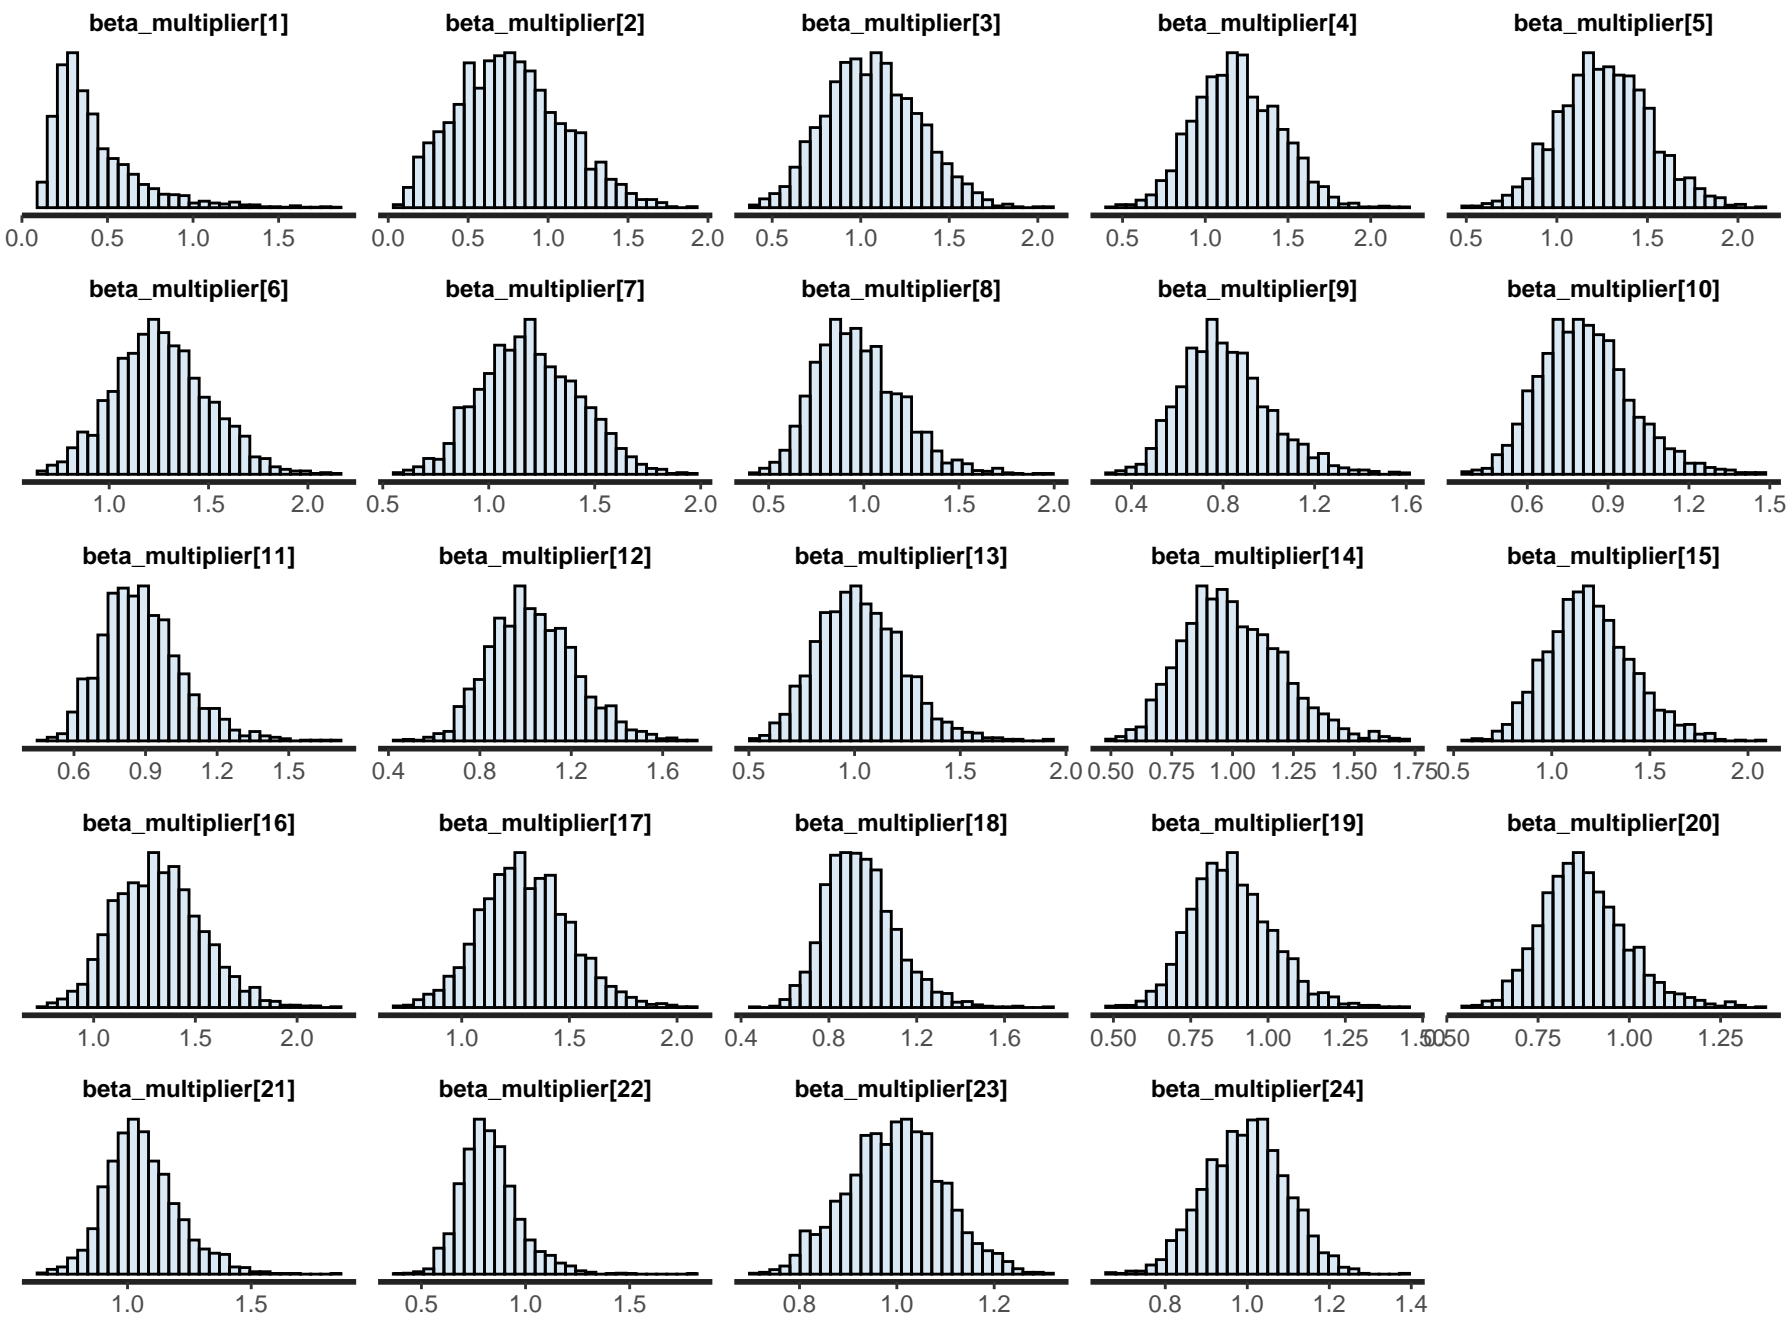 beta_multiplier[1] beta_multiplier[2] beta_multiplier[3] beta_multiplier[4] beta_multiplier[5]
0.0 0.5 1.0 1.5 0.0 0.5 1.0 1.5 2.0 0.5 1.0 1.5 2.0 0.5 1.0 1.5 2.0 0.5 1.0 1.5 2.0
beta_multiplier[6] beta_multiplier[7] beta_multiplier[8] beta_multiplier[9] beta_multiplier[10]
1.0 1.5 2.0 0.5 1.0 1.5 2.0 0.5 1.0 1.5 2.0 0.4 0.8 1.2 1.6 0.6 0.9 1.2 1.5
beta_multiplier[11] beta_multiplier[12] beta_multiplier[13] beta_multiplier[14] beta_multiplier[15]
0.6 0.9 1.2 1.5 0.4 0.8 1.2 1.6 0.5 1.0 1.5 2.0 0.50 0.75 1.00 1.25 1.50 1.75 0.5 1.0 1.5 2.0
beta_multiplier[16] beta_multiplier[17] beta_multiplier[18] beta_multiplier[19] beta_multiplier[20]
1.0 1.5 2.0 1.0 1.5 2.0 0.4 0.8 1.2 1.6 0.50 0.75 1.00 1.25 1.50 0.50 0.75 1.00 1.25
beta_multiplier[21] beta_multiplier[22] beta_multiplier[23] beta_multiplier[24]
1.0 1.5 0.5 1.0 1.5 0.8 1.0 1.2 0.8 1.0 1.2 1.4